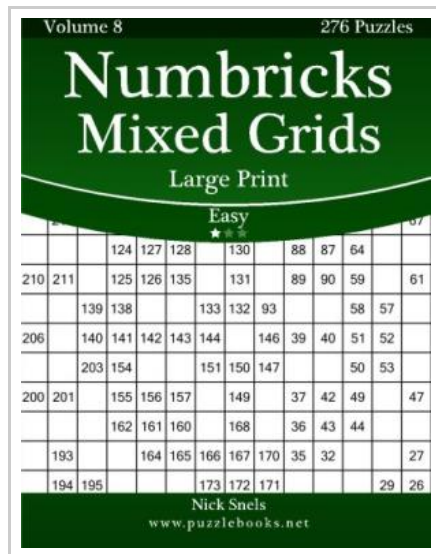 Volume 8 276 Puzzles
Numbricks
Mixed Grids
Large Print
Easy
124 127 128 130 88 87 64
210 211 125 126 135 131 89 90 59 61
139 138 133 132 93 58 57
206 140 141 142 143 144 146 39 40 51 52
203 154 151 150 147 50 53
200 201 155 156 157 149 37 42 49 47
162 161 160 168 36 43 44
193 164 165 166 167 170 35 32 27
194 195 173 172 171 29 26
Nick Snels
www.puzzlebooks.net